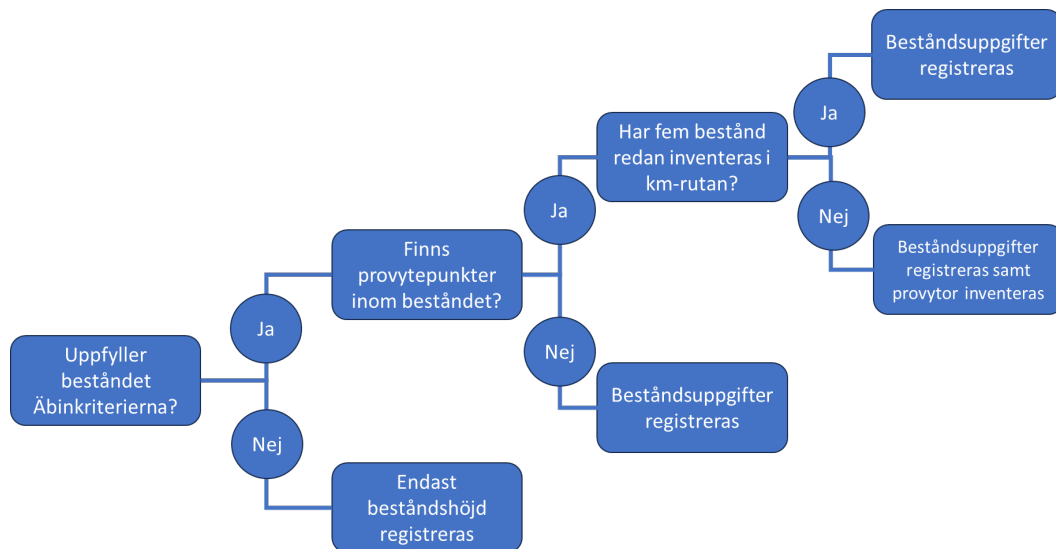 Uppfyller
beståndet
Äbinkriterierna?
Ja
Nej
Endast
beståndshöjd
registreras
Finns
provytepunkter
inom beståndet?
Ja
Nej
Beståndsuppgifter
registreras
Har fem bestånd
redan inventeras i
km-rutan?
Ja
Nej
Beståndsuppgifter
registreras
Beståndsuppgifter
registreras samt
provytor inventeras